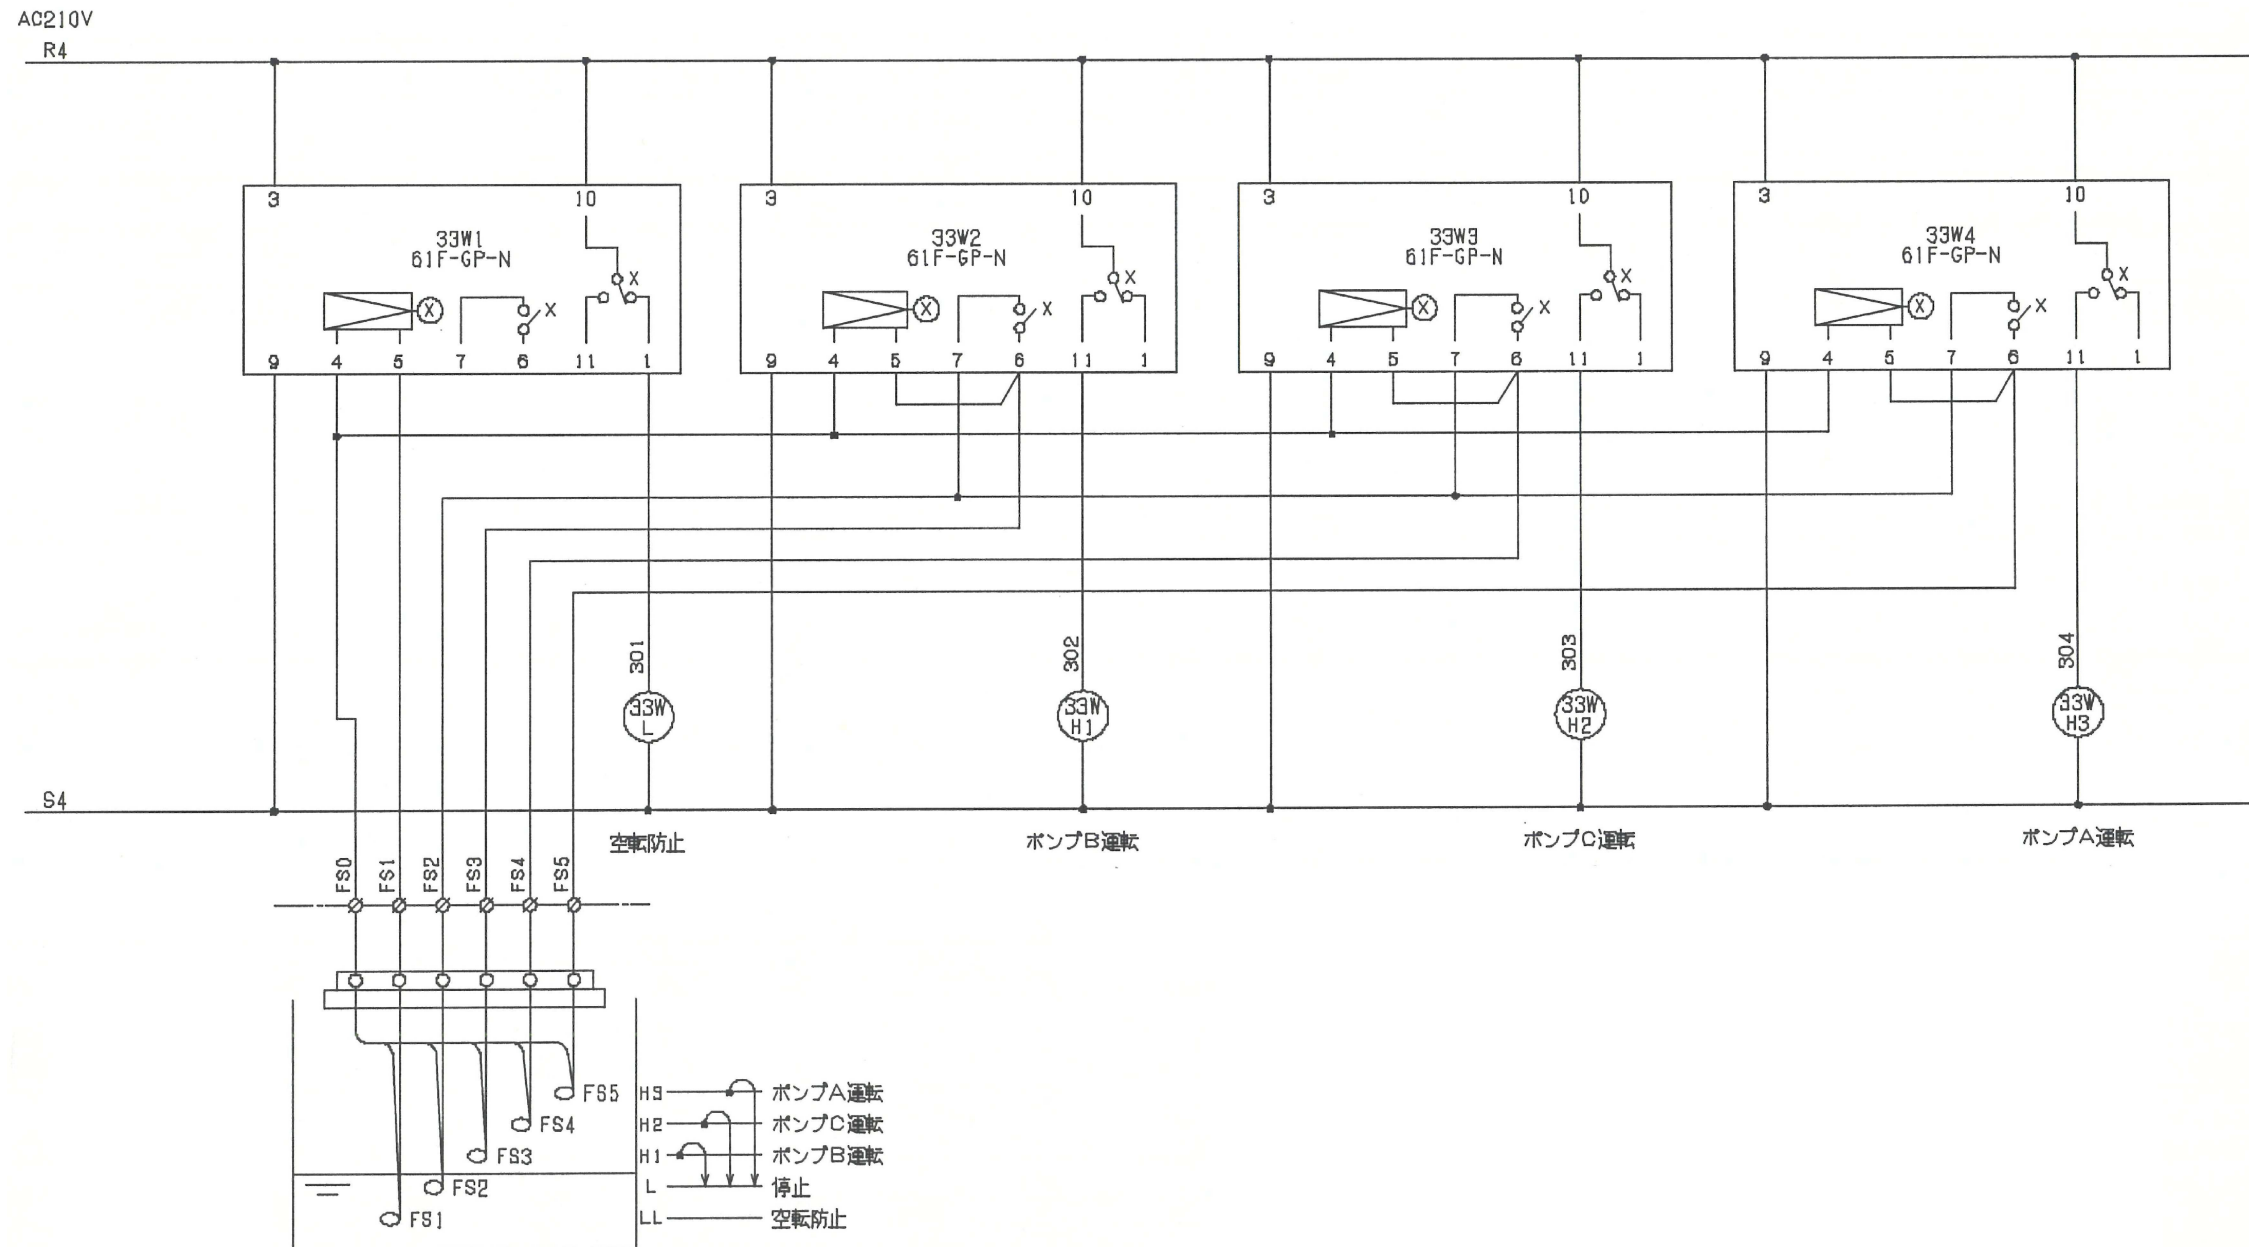 AC210V
R4
3 10 3 10 3 10 3 10
33W1 33W2 33W3 33W4
61F-GP-N 61F-GP-N 61F-GP-N 61F-GP-N
X X X X
X X X X X X X X
9 4 5 7 6 11 1 9 4 5 7 6 11 1 9 4 5 7 6 11 1 9 4 5 7 6 11 1
301 302 303 304
33W L 33W H1 33W H2 33W H3
S4
空転防止 ポンプB運転 ポンプC運転 ポンプA運転
FS0 FS1 FS2 FS3 FS4 FS5
FS5 H3 ポンプA運転
FS4 H2 ポンプC運転
FS3 H1 ポンプB運転
FS2 L 停止
FS1 LL 空転防止